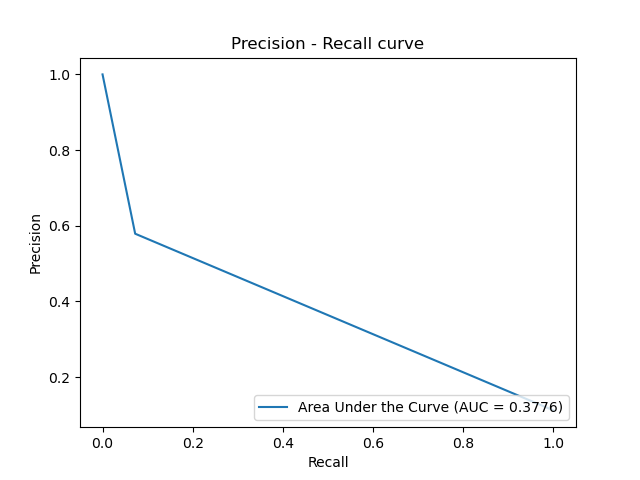 Precision - Recall curve
1.0
0.8
0.6
0.4
0.2
Precision
Area Under the Curve (AUC = 0.3776)
0.0 0.2 0.4 0.6 0.8 1.0
Recall